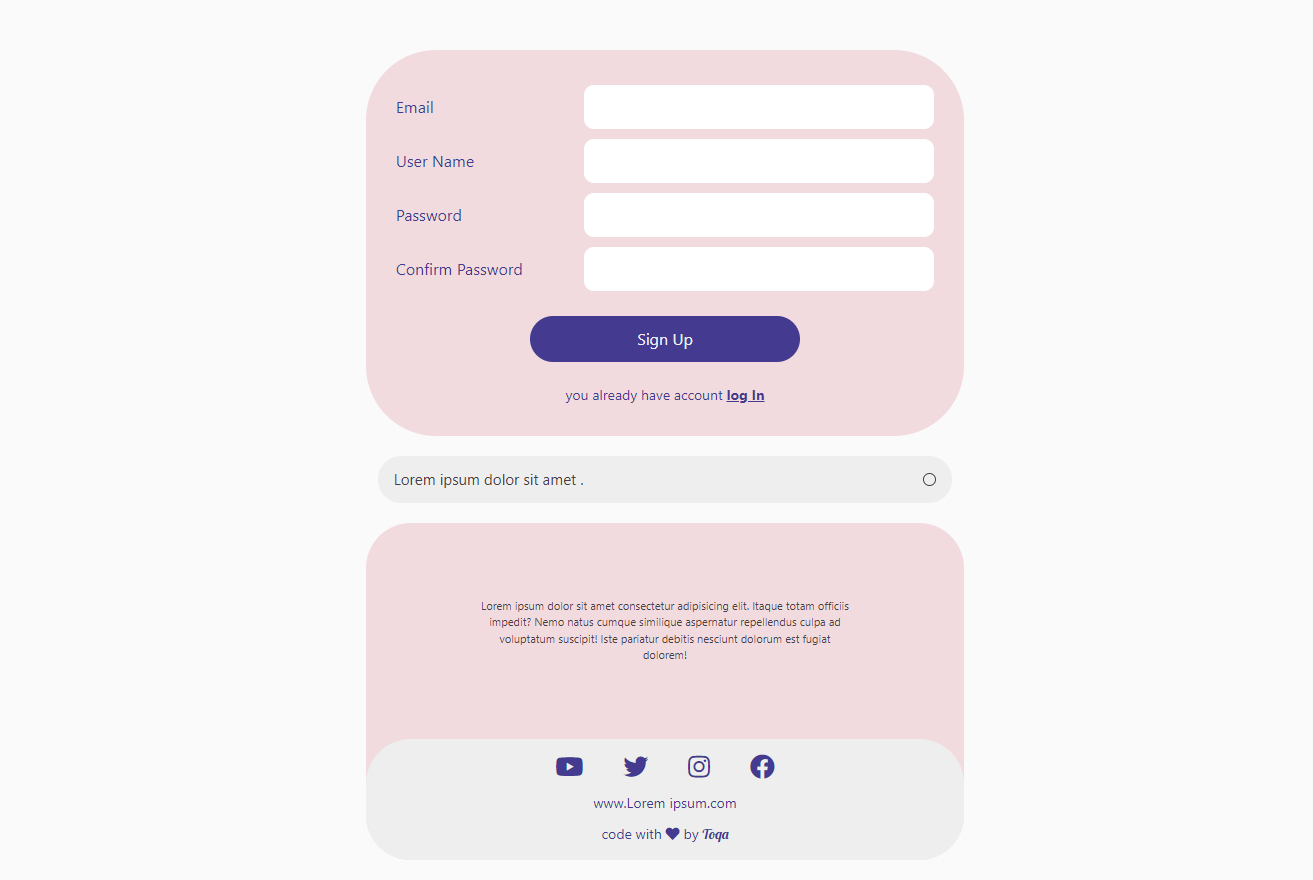 Email
User Name
Password
Confirm Password
Sign Up
you already have account log In
Lorem ipsum dolor sit amet .
Lorem ipsum dolor sit amet consectetur adipisicing elit. Itaque totam officiis
impedit? Nemo natus cumque similique aspernatur repellendus culpa ad
voluptatum suscipit! Iste pariatur debitis nesciunt dolorum est fugiat
dolorem!
www.Lorem ipsum.com
code with by Toqa